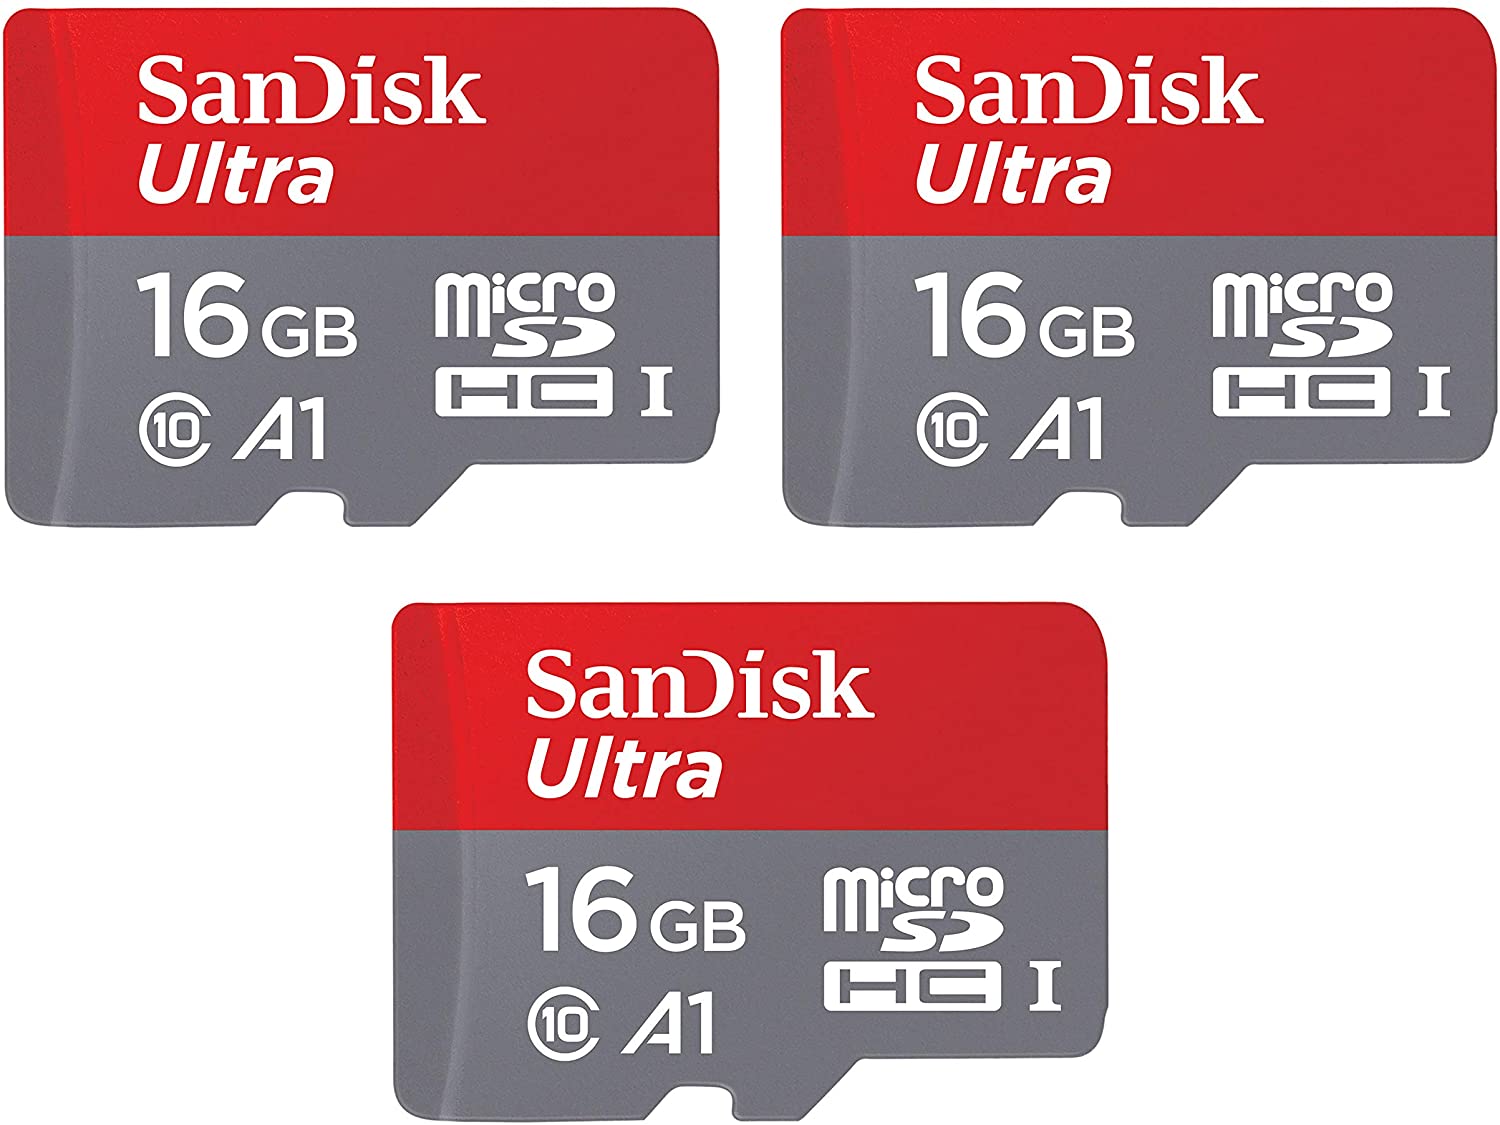 SanDisk
Ultra
16 GB
micro
SD
HC I
10 A1
SanDisk
Ultra
16 GB
micro
SD
HC I
10 A1
SanDisk
Ultra
16 GB
micro
SD
HC I
10 A1